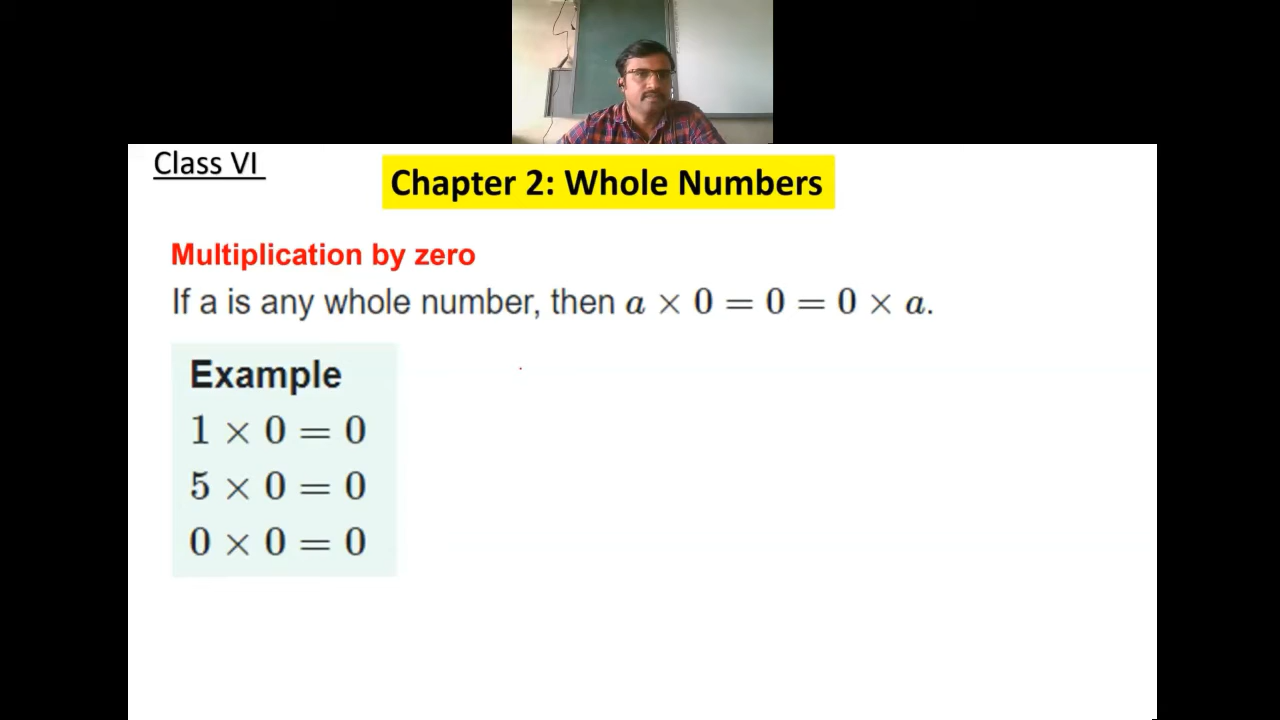 Class VI
Chapter 2: Whole Numbers
Multiplication by zero
If a is any whole number, then a × 0 = 0 = 0 × a.
Example
1 × 0 = 0
5 × 0 = 0
0 × 0 = 0